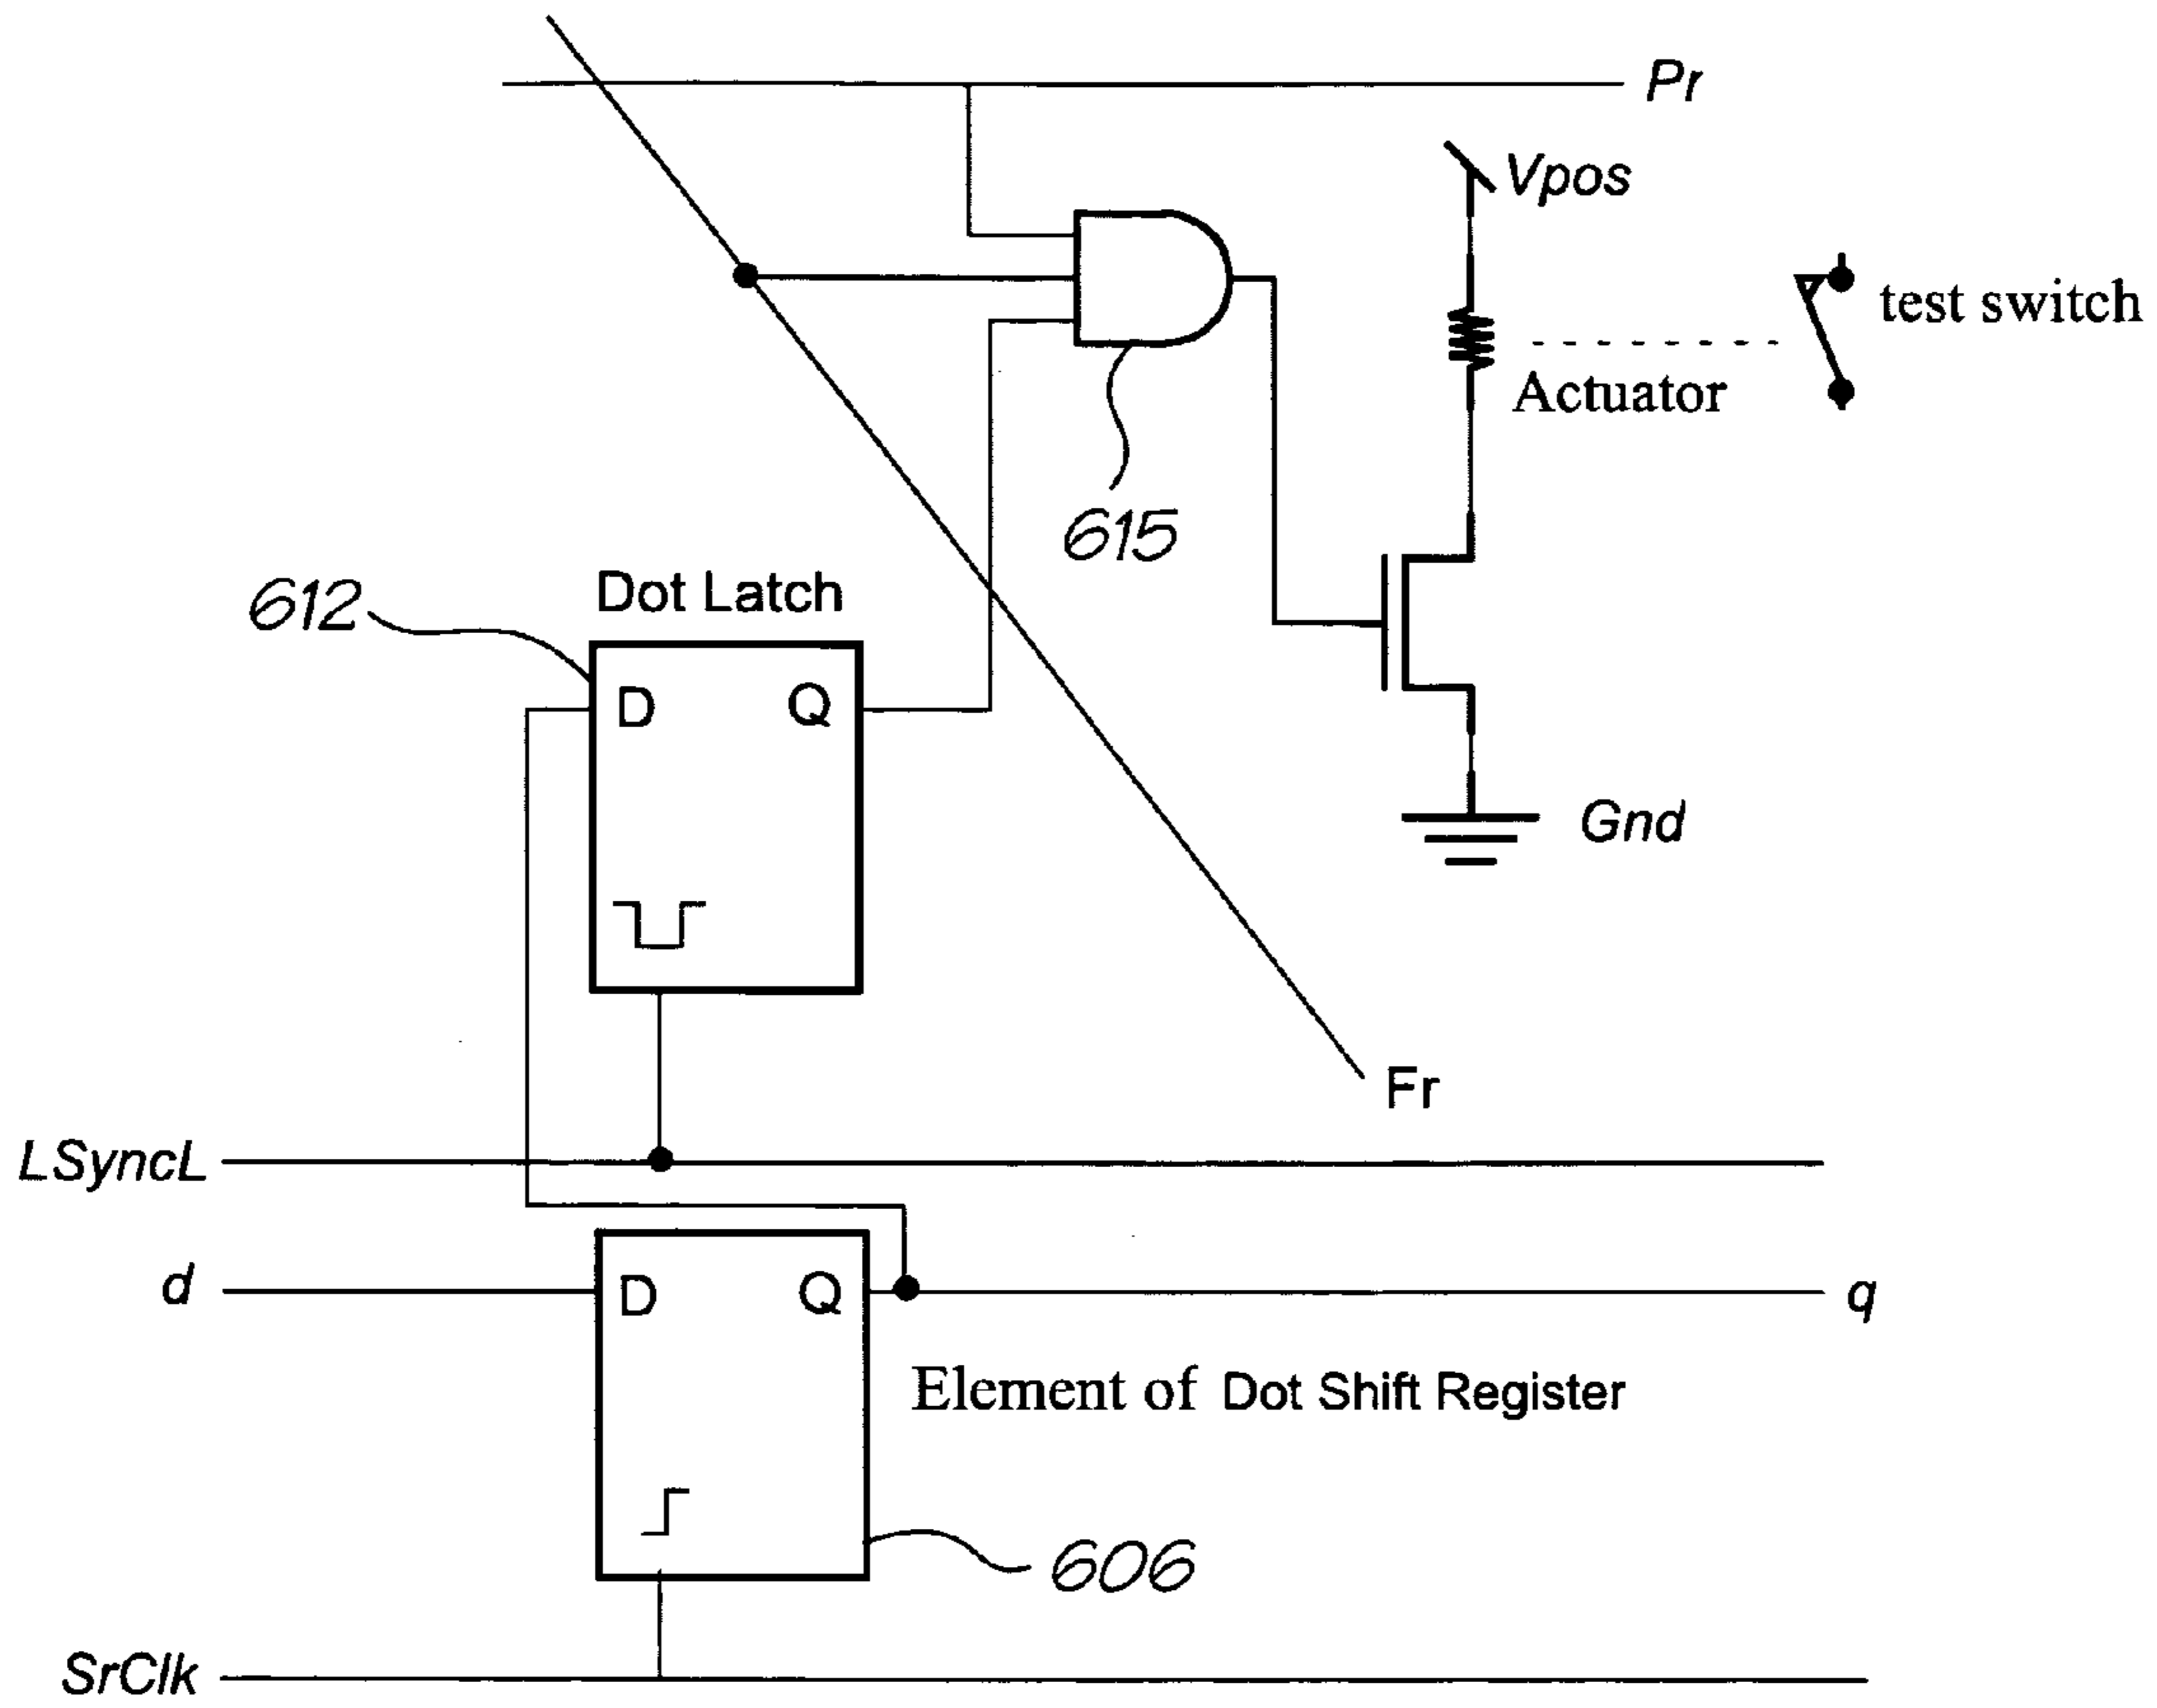 Pr
Vpos
test switch
Actuator
615
612
Dot Latch
D
Q
Gnd
Fr
LSyncL
d
D
Q
q
Element of Dot Shift Register
606
SrClk